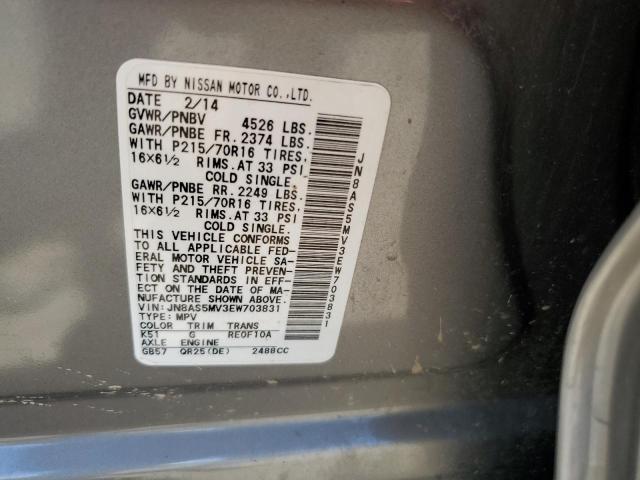 MFD BY NISSAN MOTOR CO.,LTD.
DATE 2/14
GVWR/PNBV 4526 LBS.
GAWR/PNBE FR. 2374 LBS.
WITH P215/70R16 TIRES,
16X6½ RIMS. AT 33 PSI
COLD SINGLE.
GAWR/PNBE RR. 2249 LBS.
WITH P215/70R16 TIRES,
16X6½ RIMS. AT 33 PSI
COLD SINGLE.
THIS VEHICLE CONFORMS
TO ALL APPLICABLE FED-
ERAL MOTOR VEHICLE SA-
FETY AND THEFT PREVEN-
TION STANDARDS IN EFF-
ECT ON THE DATE OF MA-
NUFACTURE SHOWN ABOVE.
VIN: JN8AS5MV3EW703831
TYPE: MPV
COLOR TRIM TRANS
K51 G RE0F10A
AXLE ENGINE
GB57 QR25(DE) 2488CC
JN8AS5MV3EW703831